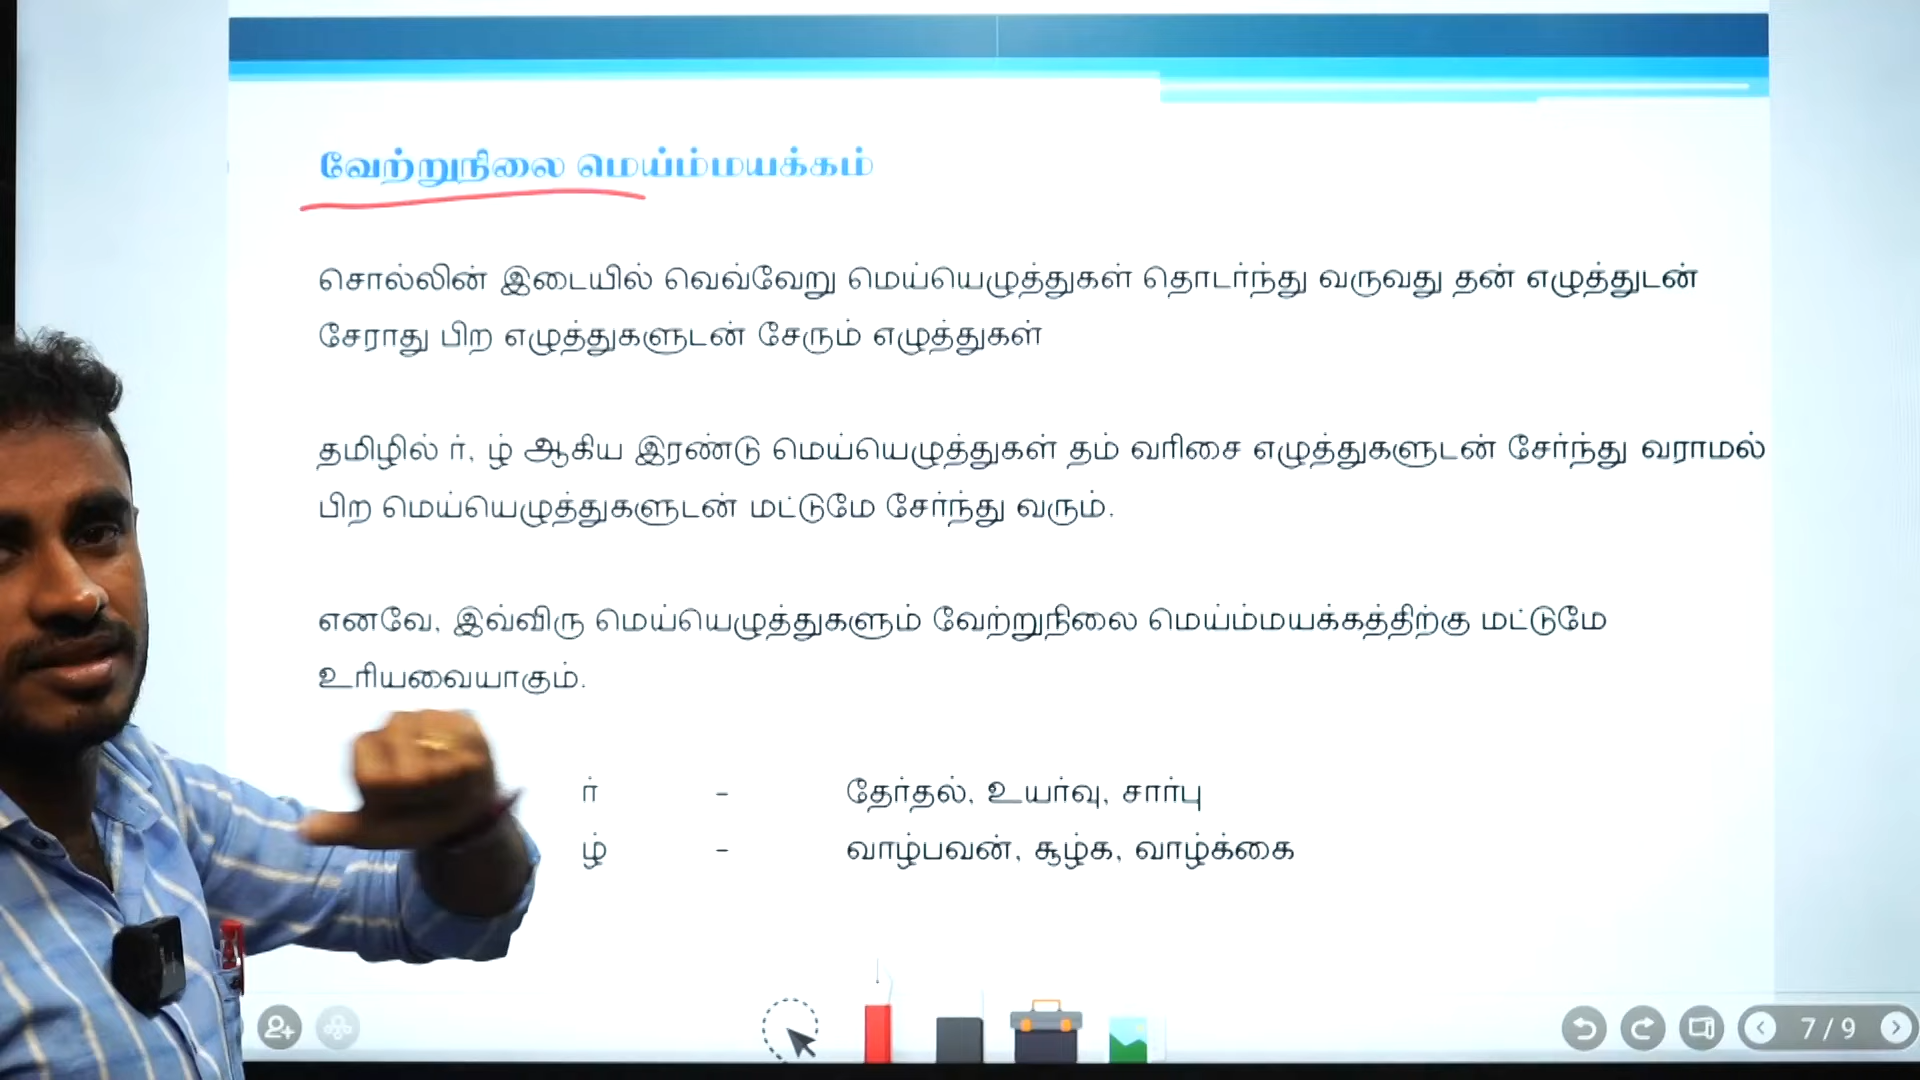 வேற்றுநிலை மெய்ம்மயக்கம்
சொல்லின் இடையில் வெவ்வேறு மெய்யெழுத்துகள் தொடர்ந்து வருவது தன் எழுத்துடன்
சேராது பிற எழுத்துகளுடன் சேரும் எழுத்துகள்
தமிழில் ர், ழ் ஆகிய இரண்டு மெய்யெழுத்துகள் தம் வரிசை எழுத்துகளுடன் சேர்ந்து வராமல்
பிற மெய்யெழுத்துகளுடன் மட்டுமே சேர்ந்து வரும்.
எனவே, இவ்விரு மெய்யெழுத்துகளும் வேற்றுநிலை மெய்ம்மயக்கத்திற்கு மட்டுமே
உரியவையாகும்.
ர் - தேர்தல், உயர்வு, சார்பு
ழ் - வாழ்பவன், சூழ்க, வாழ்க்கை
7 / 9